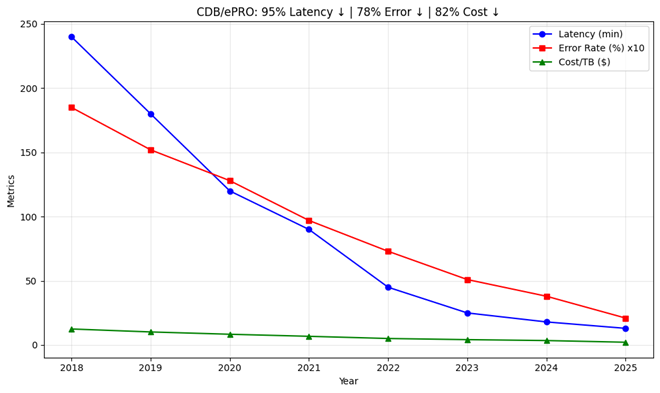 CDB/ePRO: 95% Latency ↓ | 78% Error ↓ | 82% Cost ↓
Latency (min)
Error Rate (%) x10
Cost/TB ($)
250
200
150
100
50
0
Metrics
2018 2019 2020 2021 2022 2023 2024 2025
Year